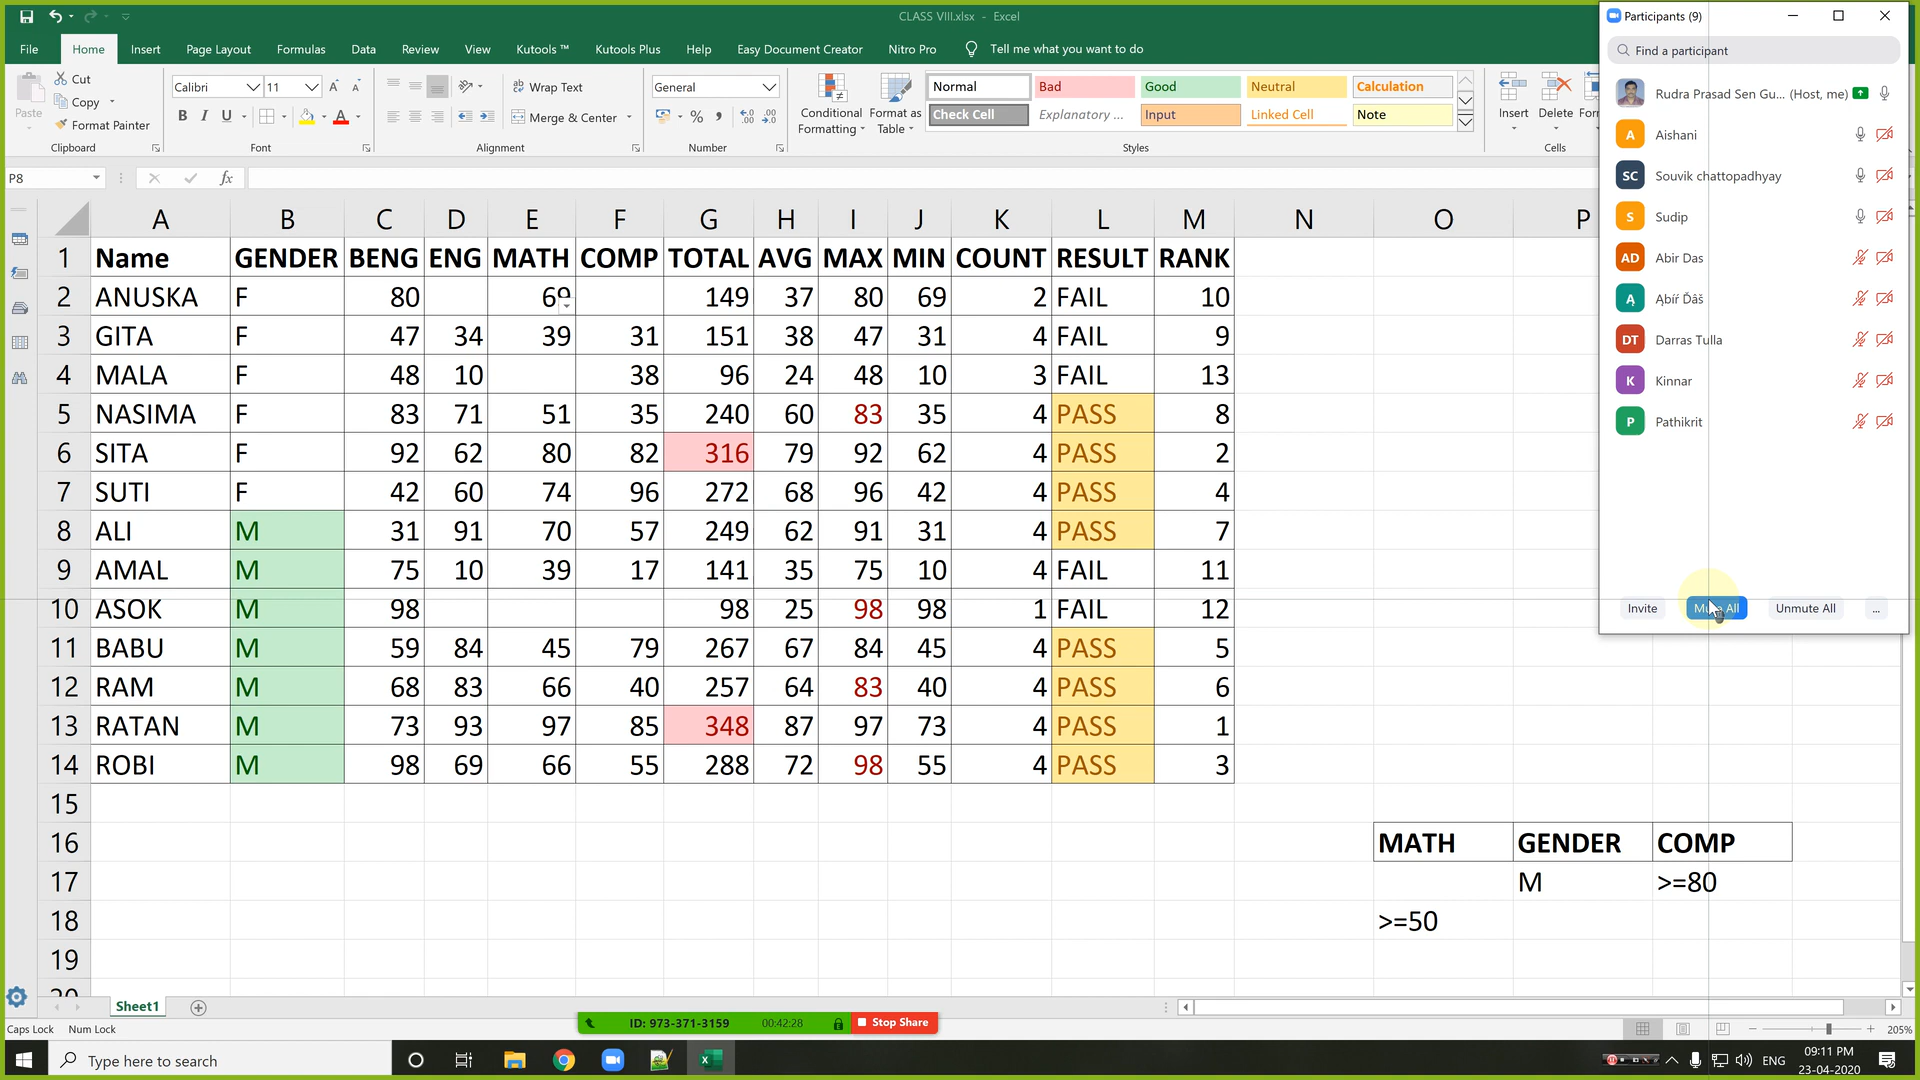 CLASS VIII.xlsx - Excel
File Home Insert Page Layout Formulas Data Review View Kutools ™ Kutools Plus Help Easy Document Creator Nitro Pro Tell me what you want to do
Paste
Cut
Copy
Format Painter
Clipboard
Calibri 11
B I U
Font
Wrap Text
Merge & Center
Alignment
General
Number
Conditional Formatting
Format as Table
Normal Bad Good Neutral Calculation
Check Cell Explanatory ... Input Linked Cell Note
Styles
Insert Delete
Cells
P8 fx
A B C D E F G H I J K L M N O P
1 Name GENDER BENG ENG MATH COMP TOTAL AVG MAX MIN COUNT RESULT RANK
2 ANUSKA F 80 69 149 37 80 69 2 FAIL 10
3 GITA F 47 34 39 31 151 38 47 31 4 FAIL 9
4 MALA F 48 10 38 96 24 48 10 3 FAIL 13
5 NASIMA F 83 71 51 35 240 60 83 35 4 PASS 8
6 SITA F 92 62 80 82 316 79 92 62 4 PASS 2
7 SUTI F 42 60 74 96 272 68 96 42 4 PASS 4
8 ALI M 31 91 70 57 249 62 91 31 4 PASS 7
9 AMAL M 75 10 39 17 141 35 75 10 4 FAIL 11
10 ASOK M 98 98 25 98 98 1 FAIL 12
11 BABU M 59 84 45 79 267 67 84 45 4 PASS 5
12 RAM M 68 83 66 40 257 64 83 40 4 PASS 6
13 RATAN M 73 93 97 85 348 87 97 73 4 PASS 1
14 ROBI M 98 69 66 55 288 72 98 55 4 PASS 3
15
16 MATH GENDER COMP
17 M >=80
18 >=50
19
20
Sheet1
Participants (9)
Find a participant
Rudra Prasad Sen Gu... (Host, me)
A Aishani
SC Souvik chattopadhyay
S Sudip
AD Abir Das
Ą Ąbíŕ Ďâš
DT Darras Tulla
K Kinnar
P Pathikrit
Invite Mute All Unmute All ...
Caps Lock Num Lock
ID: 973-371-3159 00:42:28 Stop Share
205%
Type here to search
ENG
09:11 PM
23-04-2020